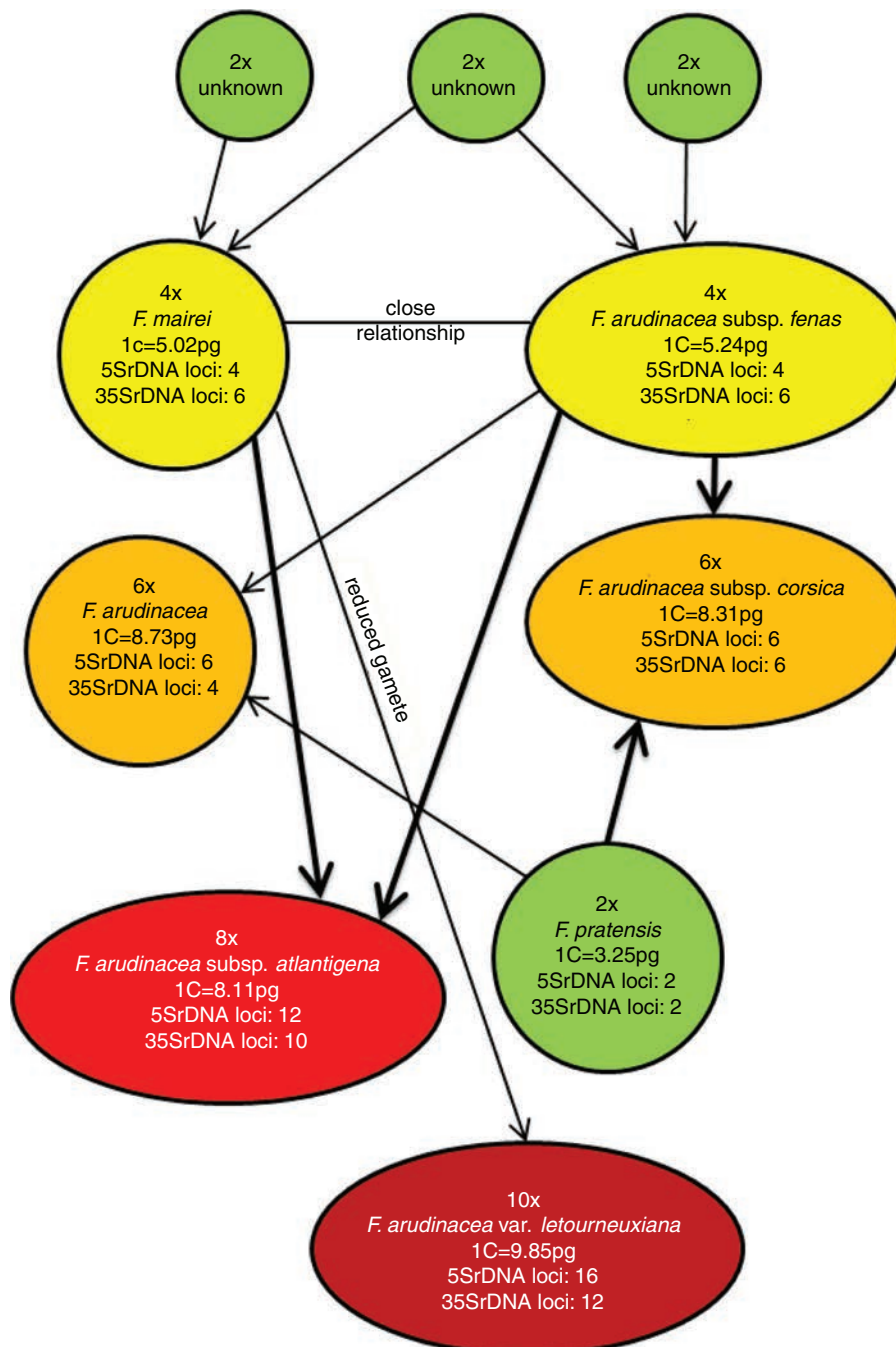 2x
unknown
2x
unknown
2x
unknown
4x
F. mairei
1c=5.02pg
5SrDNA loci: 4
35SrDNA loci: 6
close
relationship
4x
F. arudinacea subsp. fenas
1C=5.24pg
5SrDNA loci: 4
35SrDNA loci: 6
6x
F. arudinacea
1C=8.73pg
5SrDNA loci: 6
35SrDNA loci: 4
reduced gamete
6x
F. arudinacea subsp. corsica
1C=8.31pg
5SrDNA loci: 6
35SrDNA loci: 6
8x
F. arudinacea subsp. atlantigena
1C=8.11pg
5SrDNA loci: 12
35SrDNA loci: 10
2x
F. pratensis
1C=3.25pg
5SrDNA loci: 2
35SrDNA loci: 2
10x
F. arudinacea var. letourneuxiana
1C=9.85pg
5SrDNA loci: 16
35SrDNA loci: 12